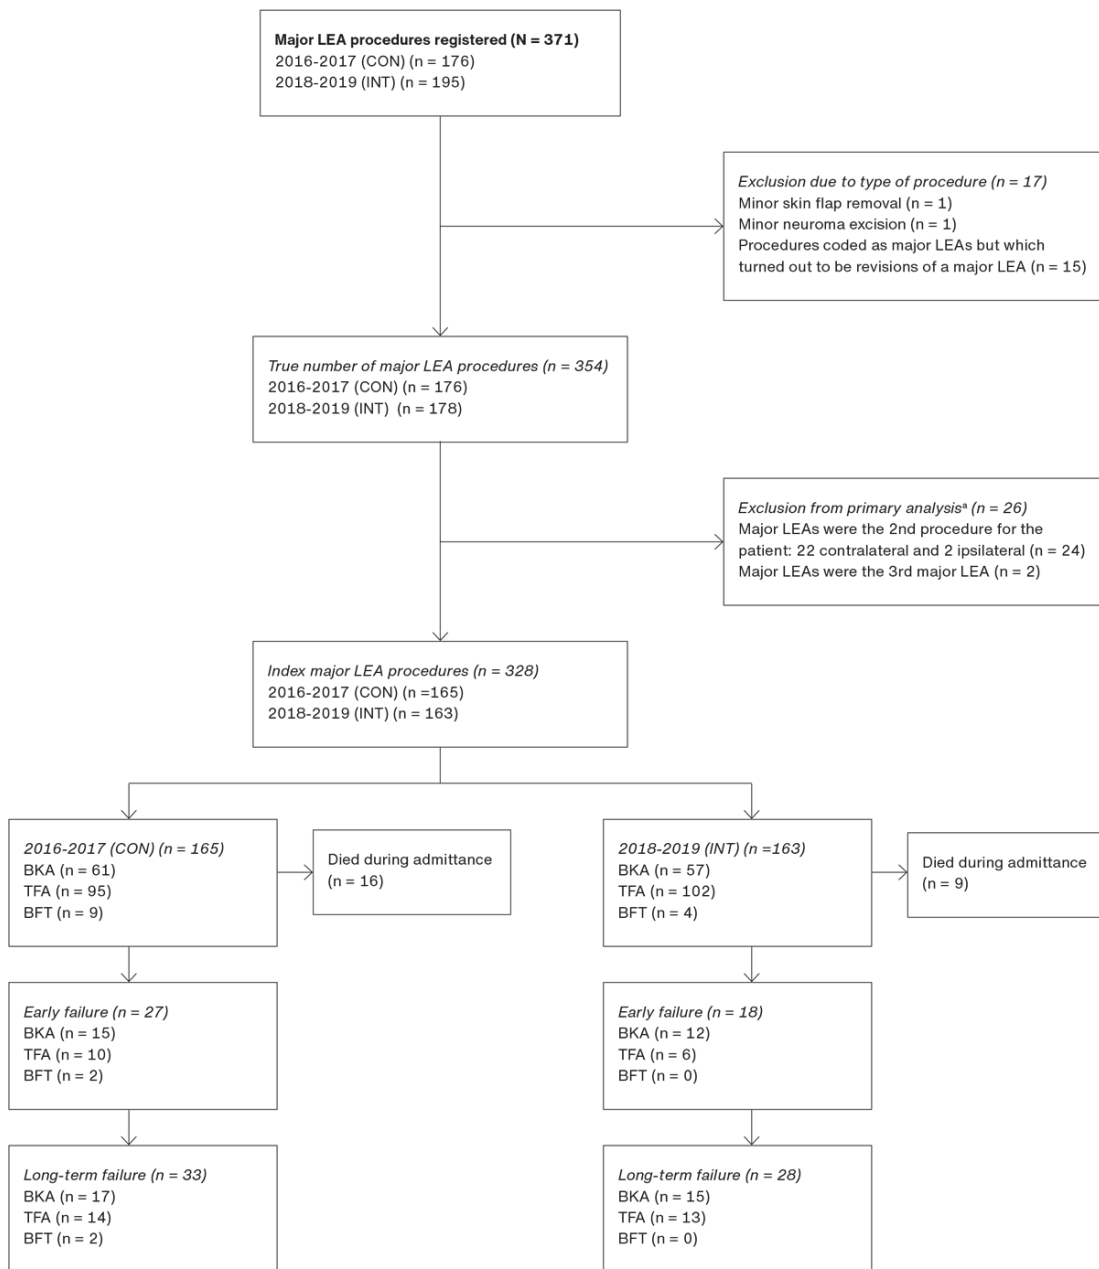 Major LEA procedures registered (N = 371)
2016-2017 (CON) (n = 176)
2018-2019 (INT) (n = 195)
Exclusion due to type of procedure (n = 17)
Minor skin flap removal (n = 1)
Minor neuroma excision (n = 1)
Procedures coded as major LEAs but which
turned out to be revisions of a major LEA (n = 15)
True number of major LEA procedures (n = 354)
2016-2017 (CON) (n = 176)
2018-2019 (INT) (n = 178)
Exclusion from primary analysisª (n = 26)
Major LEAs were the 2nd procedure for the
patient: 22 contralateral and 2 ipsilateral (n = 24)
Major LEAs were the 3rd major LEA (n = 2)
Index major LEA procedures (n = 328)
2016-2017 (CON) (n =165)
2018-2019 (INT) (n = 163)
2016-2017 (CON) (n = 165)
BKA (n = 61)
TFA (n = 95)
BFT (n = 9)
Died during admittance
(n = 16)
2018-2019 (INT) (n =163)
BKA (n = 57)
TFA (n = 102)
BFT (n = 4)
Died during admittance
(n = 9)
Early failure (n = 27)
BKA (n = 15)
TFA (n = 10)
BFT (n = 2)
Early failure (n = 18)
BKA (n = 12)
TFA (n = 6)
BFT (n = 0)
Long-term failure (n = 33)
BKA (n = 17)
TFA (n = 14)
BFT (n = 2)
Long-term failure (n = 28)
BKA (n = 15)
TFA (n = 13)
BFT (n = 0)